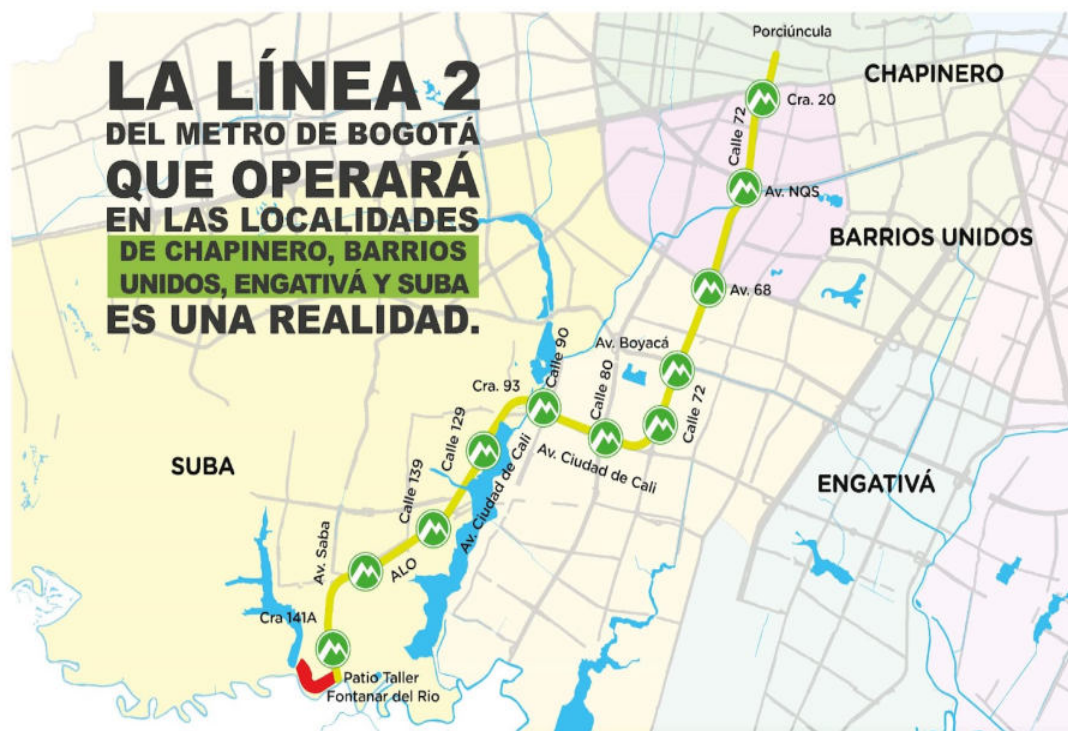 LA LÍNEA 2
DEL METRO DE BOGOTÁ
QUE OPERARÁ
EN LAS LOCALIDADES
DE CHAPINERO, BARRIOS
UNIDOS, ENGATIVÁ Y SUBA
ES UNA REALIDAD.
Porciúncula
CHAPINERO
Cra. 20
Calle 72
Av. NQS
BARRIOS UNIDOS
Av. 68
Av. Boyacá
Calle 90
Calle 80
Cra. 93
Calle 72
Calle 129
Av. Ciudad de Cali
Av. Ciudad de Cali
SUBA
ENGATIVÁ
Calle 139
Av. Saba
ALO
Cra 141A
Patio Taller
Fontanar del Rio